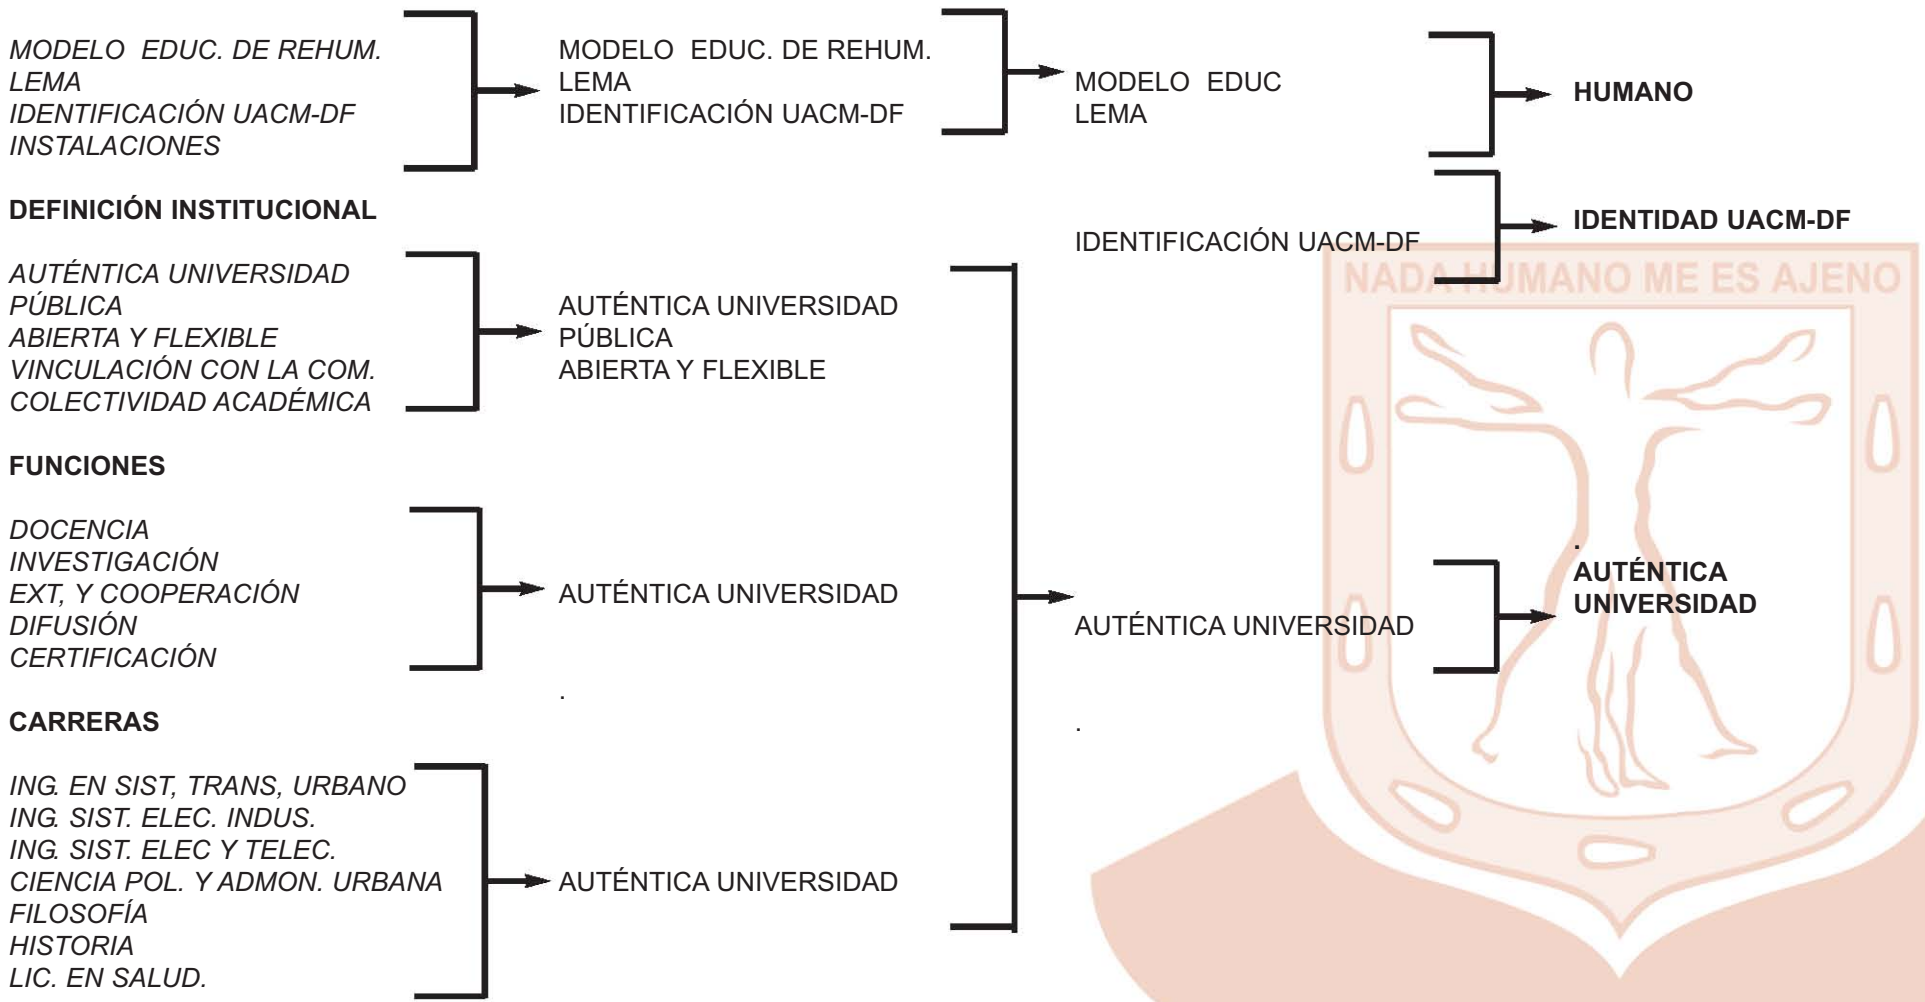 MODELO  EDUC. DE REHUM.
LEMA
IDENTIFICACIÓN UACM-DF
INSTALACIONES
DEFINICIÓN INSTITUCIONAL
AUTÉNTICA UNIVERSIDAD
PÚBLICA
ABIERTA Y FLEXIBLE
VINCULACIÓN CON LA COM.
COLECTIVIDAD ACADÉMICA
FUNCIONES
DOCENCIA
INVESTIGACIÓN
EXT, Y COOPERACIÓN
DIFUSIÓN
CERTIFICACIÓN
CARRERAS
ING. EN SIST, TRANS, URBANO
ING. SIST. ELEC. INDUS.
ING. SIST. ELEC Y TELEC.
CIENCIA POL. Y ADMON. URBANA
FILOSOFÍA
HISTORIA
LIC. EN SALUD.
MODELO  EDUC. DE REHUM.
LEMA
IDENTIFICACIÓN UACM-DF
AUTÉNTICA UNIVERSIDAD
PÚBLICA
ABIERTA Y FLEXIBLE
AUTÉNTICA UNIVERSIDAD
.
AUTÉNTICA UNIVERSIDAD
MODELO  EDUC
LEMA
IDENTIFICACIÓN UACM-DF
AUTÉNTICA UNIVERSIDAD
.
HUMANO
IDENTIDAD UACM-DF
.
AUTÉNTICA
UNIVERSIDAD
NADA HUMANO ME ES AJENO